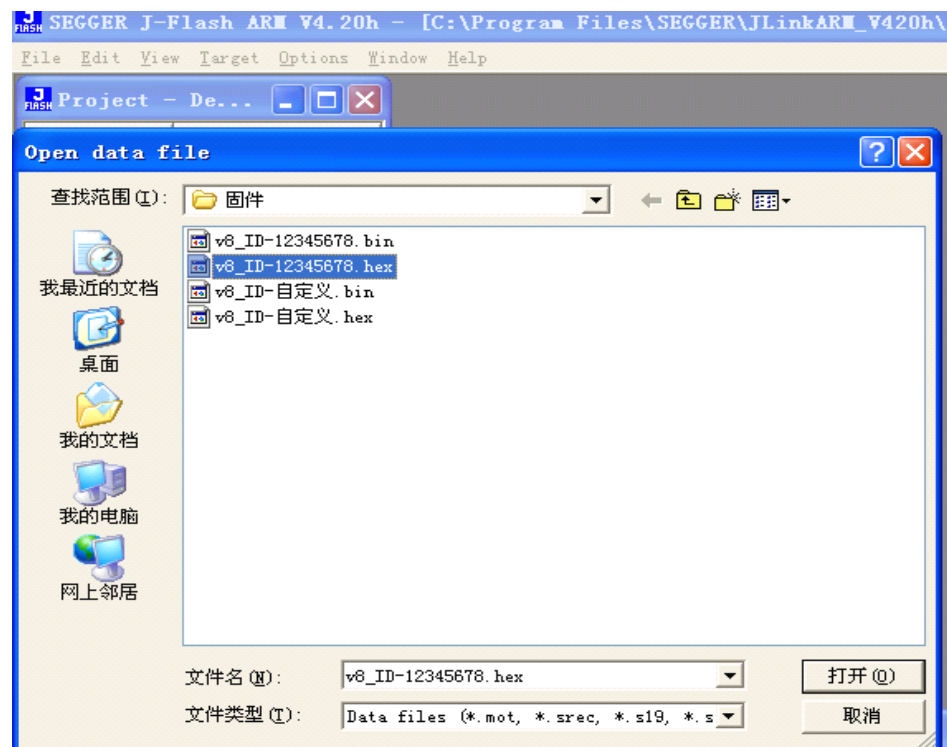 SEGGER J-Flash ARM V4.20h - [C:\Program Files\SEGGER\JLinkARM_V420h\
File Edit View Target Options Window Help
Project - De...
Open data file
查找范围(I):
固件
v8_ID-12345678.bin
v8_ID-12345678.hex
v8_ID-自定义.bin
v8_ID-自定义.hex
我最近的文档
桌面
我的文档
我的电脑
网上邻居
文件名(N):
v8_ID-12345678.hex
打开(O)
文件类型(T):
Data files (*.mot, *.srec, *.s19, *.s
取消